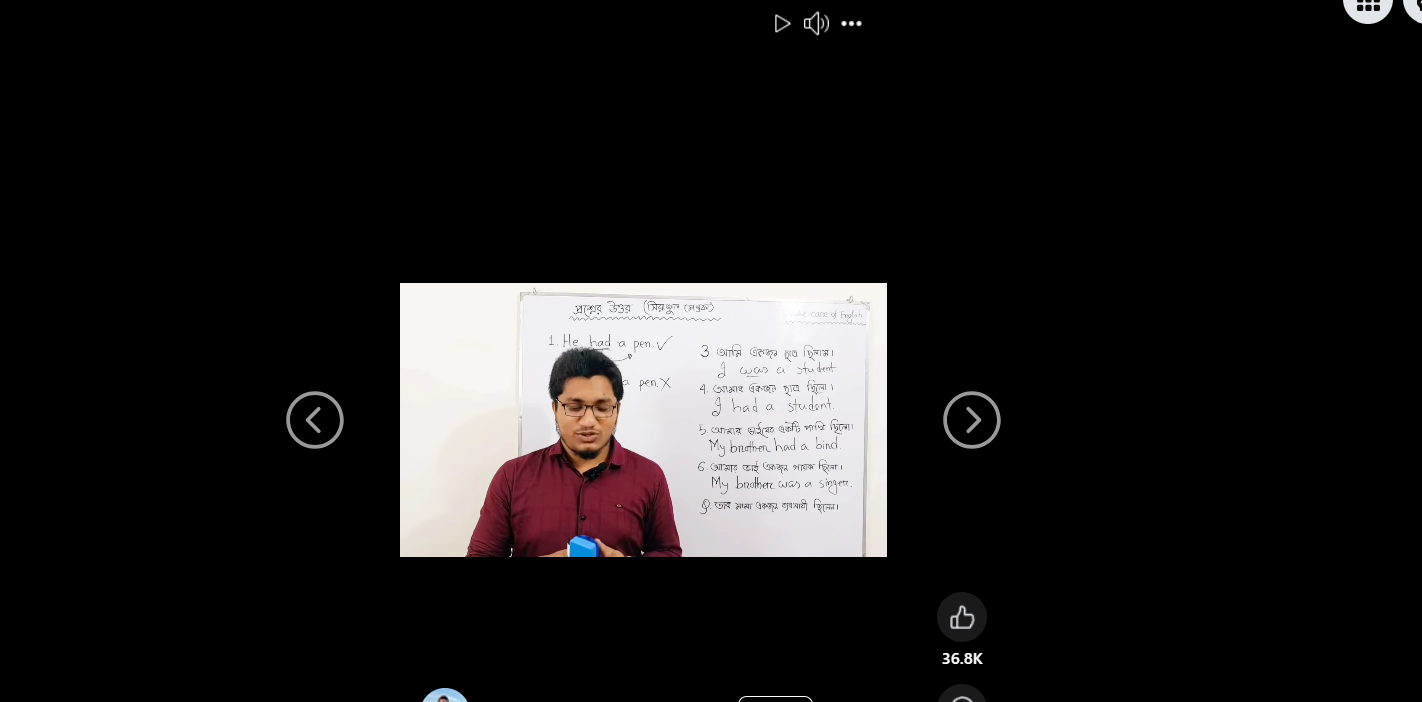 প্রশ্নের উত্তর
Take care of English
1. He had a pen. ✓
a pen. X
3. আমি একজন ছাত্র ছিলাম।
I was a student
4. আমার একজন ছাত্র ছিলো।
I had a student.
5. আমার ভাইয়ের একটি পাখি ছিলো।
My brother had a bird.
6. আমার ভাই একজন গায়ক ছিলো।
My brother was a singer.
Q. তার মামা একজন ব্যবসায়ী ছিলেন।
36.8K